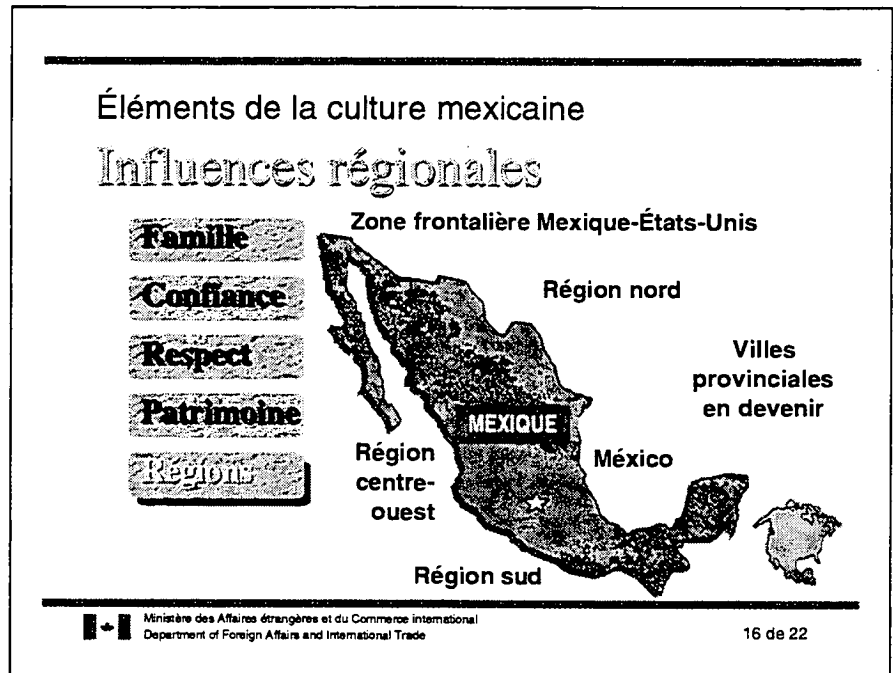 Éléments de la culture mexicaine
Influences régionales
Famille
Confiance
Respect
Patrimoine
Régions
Zone frontalière Mexique-États-Unis
Région nord
Villes
provinciales
en devenir
MEXIQUE
Région
centre-
ouest
México
Région sud
Ministère des Affaires étrangères et du Commerce international
Department of Foreign Affairs and International Trade
16 de 22